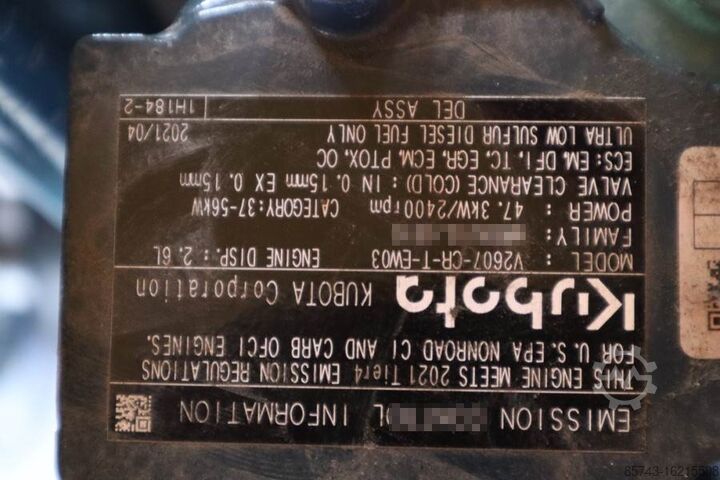 EMISSION INFORMATION
THIS ENGINE MEETS 2021 Tier4 EMISSION REGULATIONS
FOR U.S. EPA NONROAD CI AND CARB OFCI ENGINES.
Kubota KUBOTA Corporation
MODEL: V2607-CR-T-EW03 ENGINE DISP.: 2.6L
FAMILY:
POWER : 47.3kW/2400rpm CATEGORY:37-56kW
VALVE CLEARANCE (COLD): IN 0.15mm EX 0.15mm
ECS: EM, DFI, TC, EGR, ECM, PTOX, OC
ULTRA LOW SULFUR DIESEL FUEL ONLY 2021/04
DEL ASSY 1H184-2
85743-16215598